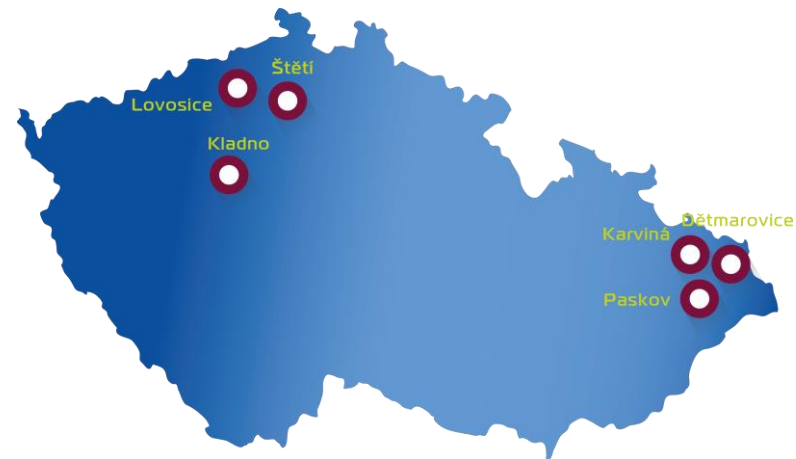 Štětí
Lovosice
Kladno
Dětmarovice
Karviná
Paskov